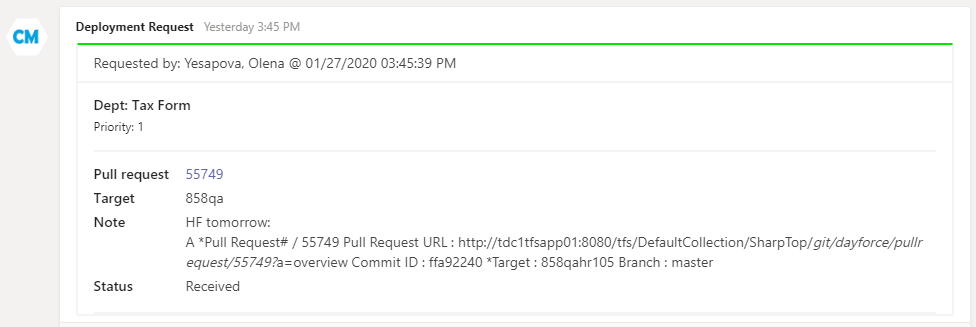 CM
Deployment Request Yesterday 3:45 PM
Requested by: Yesapova, Olena @ 01/27/2020 03:45:39 PM
Dept: Tax Form
Priority: 1
Pull request 55749
Target 858qa
Note HF tomorrow:
A *Pull Request# / 55749 Pull Request URL : http://tdc1tfsapp01:8080/tfs/DefaultCollection/SharpTop/git/dayforce/pullr
equest/55749?a=overview Commit ID : ffa92240 *Target : 858qahr105 Branch : master
Status Received